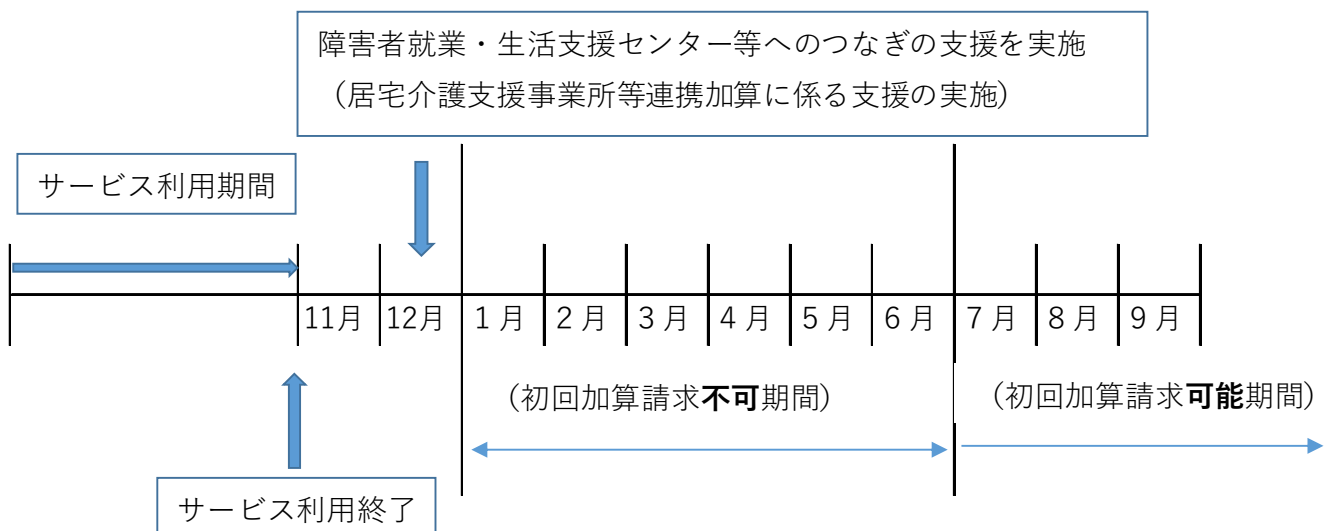 障害者就業・生活支援センター等へのつなぎの支援を実施
（居宅介護支援事業所等連携加算に係る支援の実施）
サービス利用期間
11月 12月 1月 2月 3月 4月 5月 6月 7月 8月 9月
（初回加算請求不可期間） （初回加算請求可能期間）
サービス利用終了